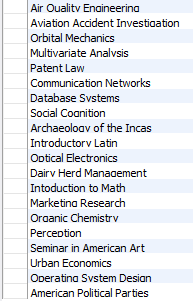 Air Quality Engineering
Aviation Accident Investigation
Orbital Mechanics
Multivariate Analysis
Patent Law
Communication Networks
Database Systems
Social Cognition
Archaeology of the Incas
Introductory Latin
Optical Electronics
Dairy Herd Management
Intoduction to Math
Marketing Research
Organic Chemistry
Perception
Seminar in American Art
Urban Economics
Operating System Design
American Political Parties